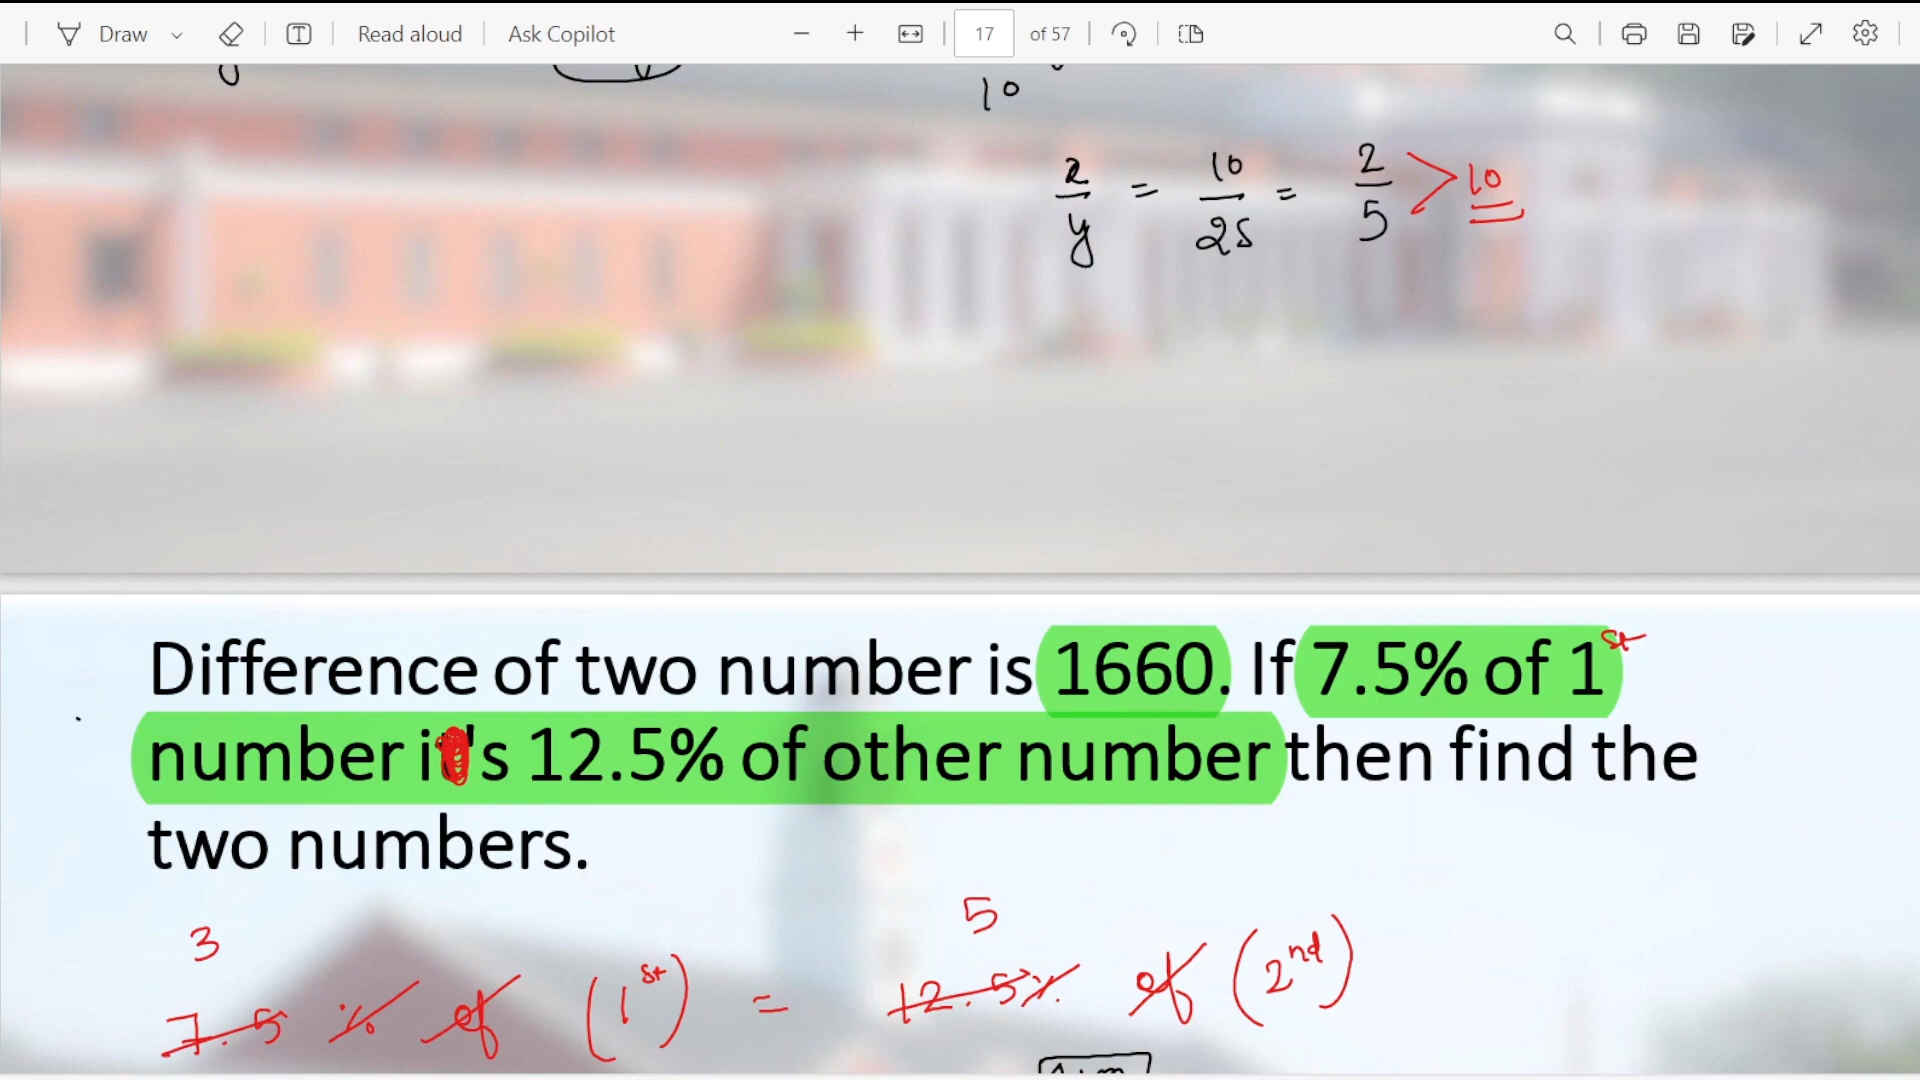 Draw Read aloud Ask Copilot 17 of 57
10
2/y = 10/25 = 2/5 > 10
Difference of two number is 1660. If 7.5% of 1st
number i's 12.5% of other number then find the
two numbers.
3 5
7.5 % of (1st) = 12.5% of (2nd)